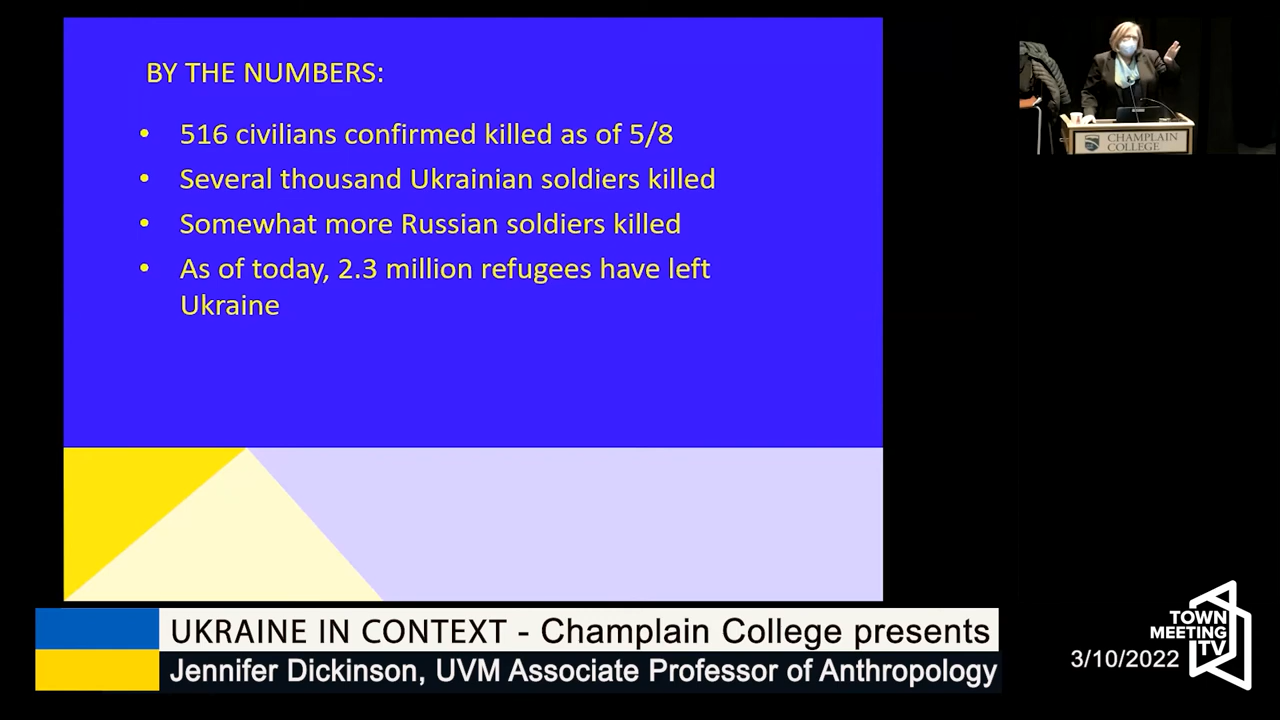 BY THE NUMBERS:
• 516 civilians confirmed killed as of 5/8
• Several thousand Ukrainian soldiers killed
• Somewhat more Russian soldiers killed
• As of today, 2.3 million refugees have left
Ukraine
CHAMPLAIN
COLLEGE
UKRAINE IN CONTEXT - Champlain College presents
Jennifer Dickinson, UVM Associate Professor of Anthropology
3/10/2022
TOWN
MEETING
TV